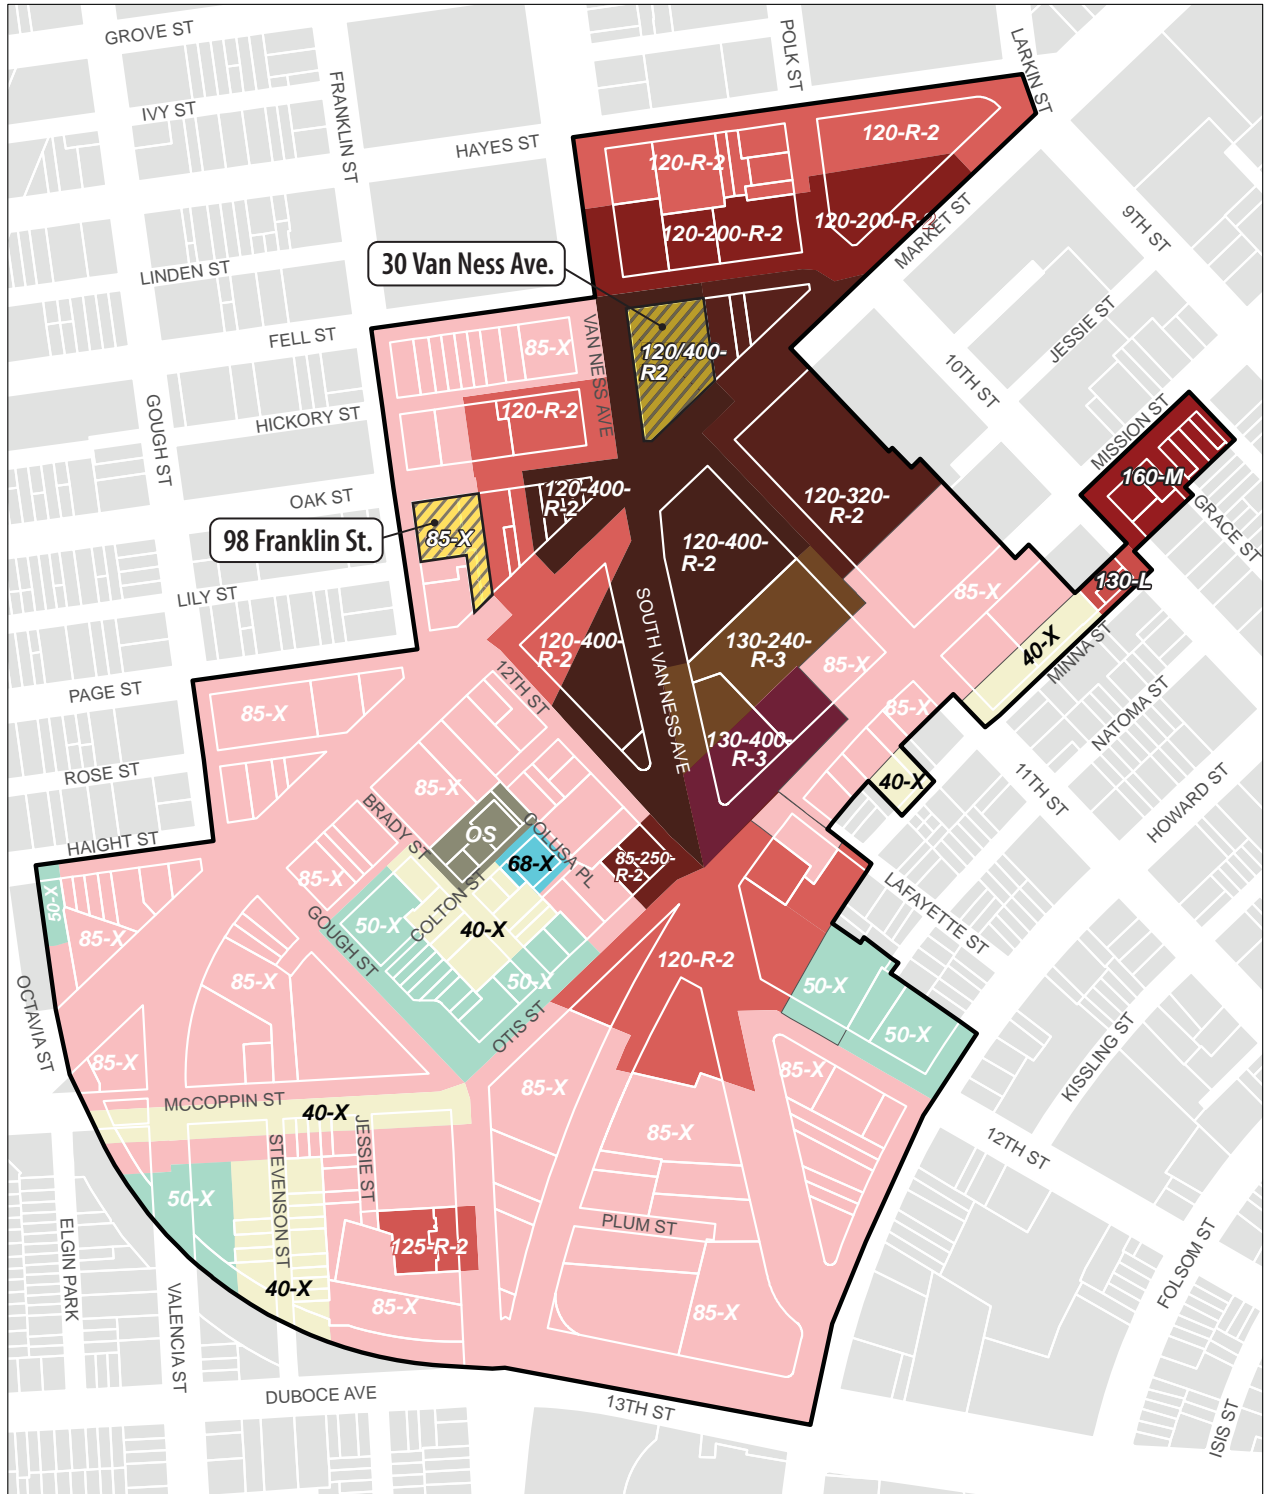 GROVE ST
POLK ST
LARKIN ST
IVY ST
FRANKLIN ST
HAYES ST
120-R-2
120-R-2
120-200-R-2
120-200-R-2
MARKET ST
9TH ST
30 Van Ness Ave.
LINDEN ST
FELL ST
VAN NESS AVE
85-X
120/400-
R2
JESSIE ST
10TH ST
GOUGH ST
HICKORY ST
120-R-2
MISSION ST
160-M
GRACE ST
OAK ST
120-400-
R-2
120-320-
R-2
98 Franklin St.
85-X
120-400-
R-2
LILY ST
SOUTH VAN NESS AVE
85-X
130-L
120-400-
R-2
130-240-
R-3
85-X
40-X
MINNA ST
PAGE ST
12TH ST
NATOMA ST
85-X
85-X
130-400-
R-3
ROSE ST
85-X
40-X
11TH ST
HOWARD ST
BRADY ST
OS
COLUSA PL
HAIGHT ST
68-X
85-250-
R-2
85-X
50-X
COLTON ST
LAFAYETTE ST
GOUGH ST
50-X
40-X
85-X
120-R-2
85-X
50-X
50-X
OCTAVIA ST
OTIS ST
50-X
85-X
85-X
85-X
KISSLING ST
MCCOPPIN ST
40-X
85-X
12TH ST
STEVENSON ST
JESSIE ST
50-X
PLUM ST
ELGIN PARK
125-R-2
FOLSOM ST
40-X
VALENCIA ST
85-X
85-X
DUBOCE AVE
13TH ST
ISIS ST